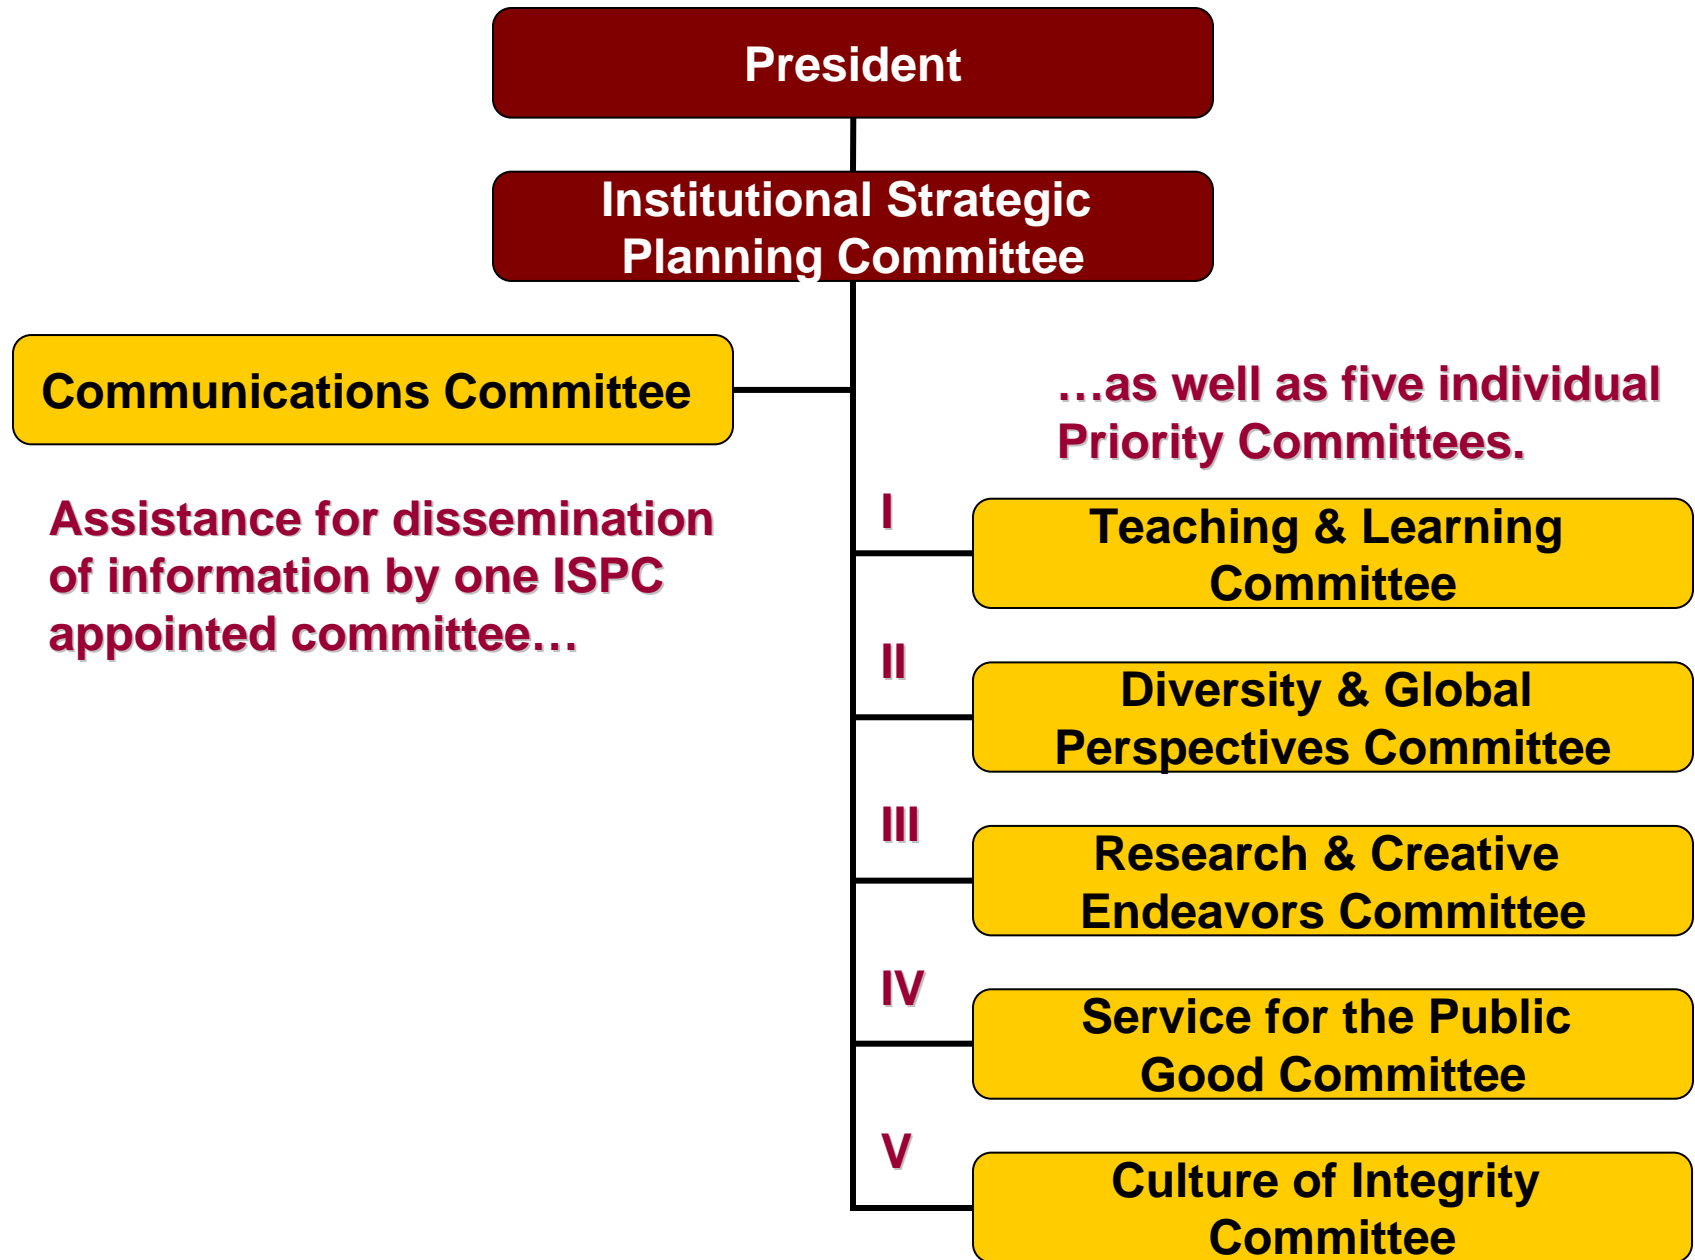 President
Institutional Strategic
Planning Committee
Communications Committee
Assistance for dissemination
of information by one ISPC
appointed committee…
…as well as five individual
Priority Committees.
I
Teaching & Learning
Committee
II
Diversity & Global
Perspectives Committee
III
Research & Creative
Endeavors Committee
IV
Service for the Public
Good Committee
V
Culture of Integrity
Committee